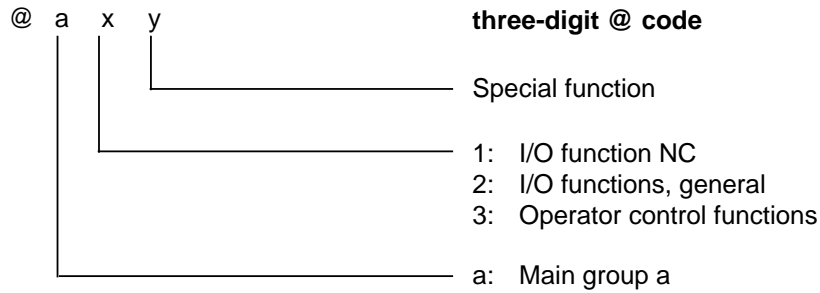 @ a x y three-digit @ code
Special function
1: I/O function NC
2: I/O functions, general
3: Operator control functions
a: Main group a